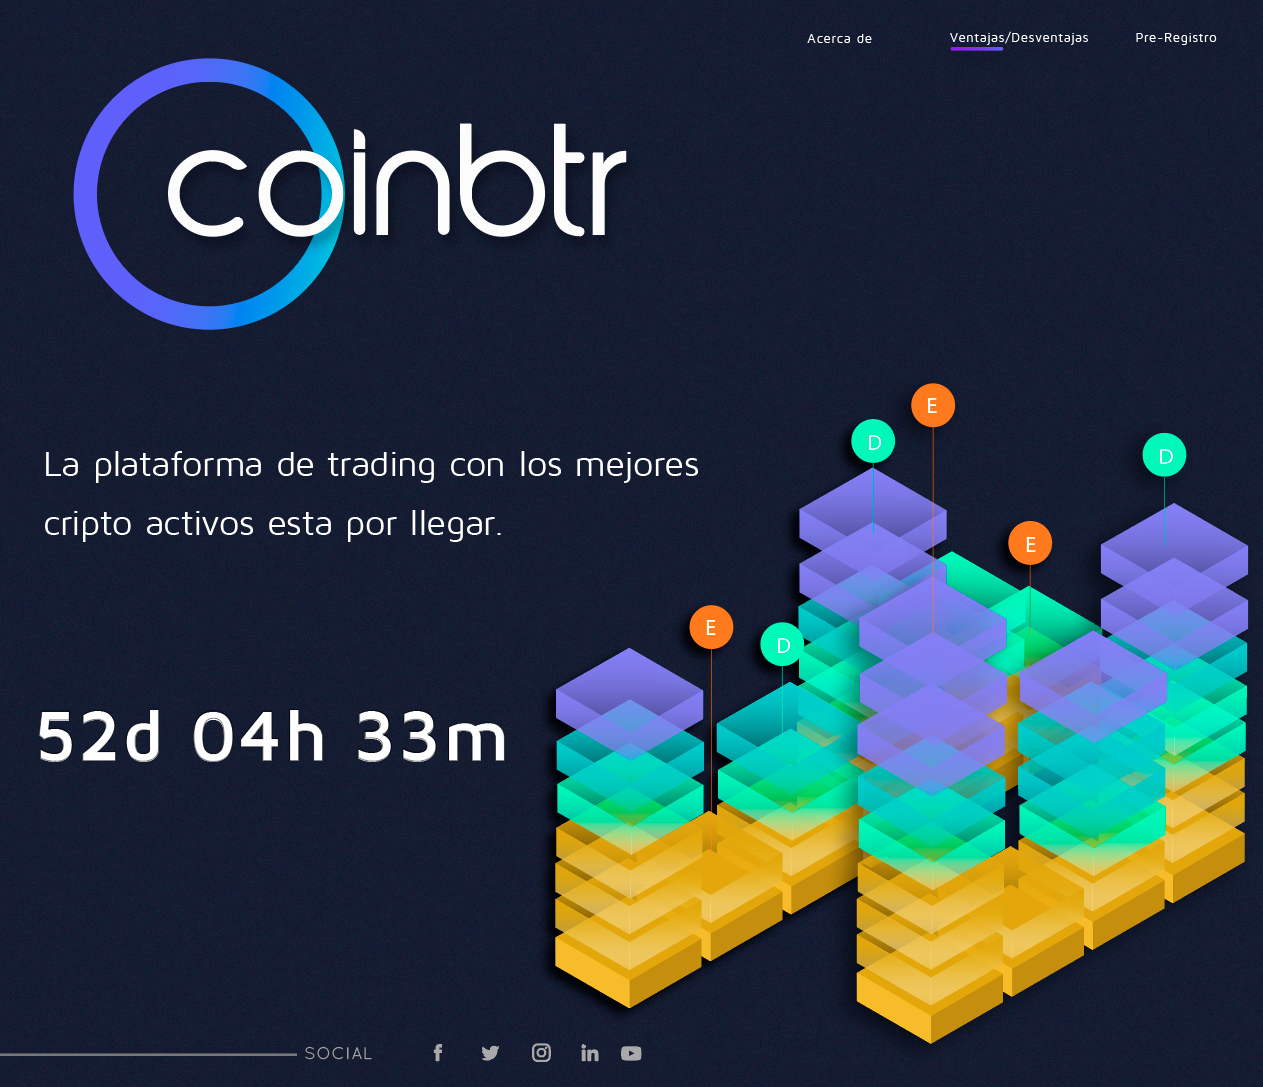 Acerca de
Ventajas/Desventajas
Pre-Registro
coinbtr
La plataforma de trading con los mejores
cripto activos esta por llegar.
52d 04h 33m
E
D
D
E
E
D
SOCIAL